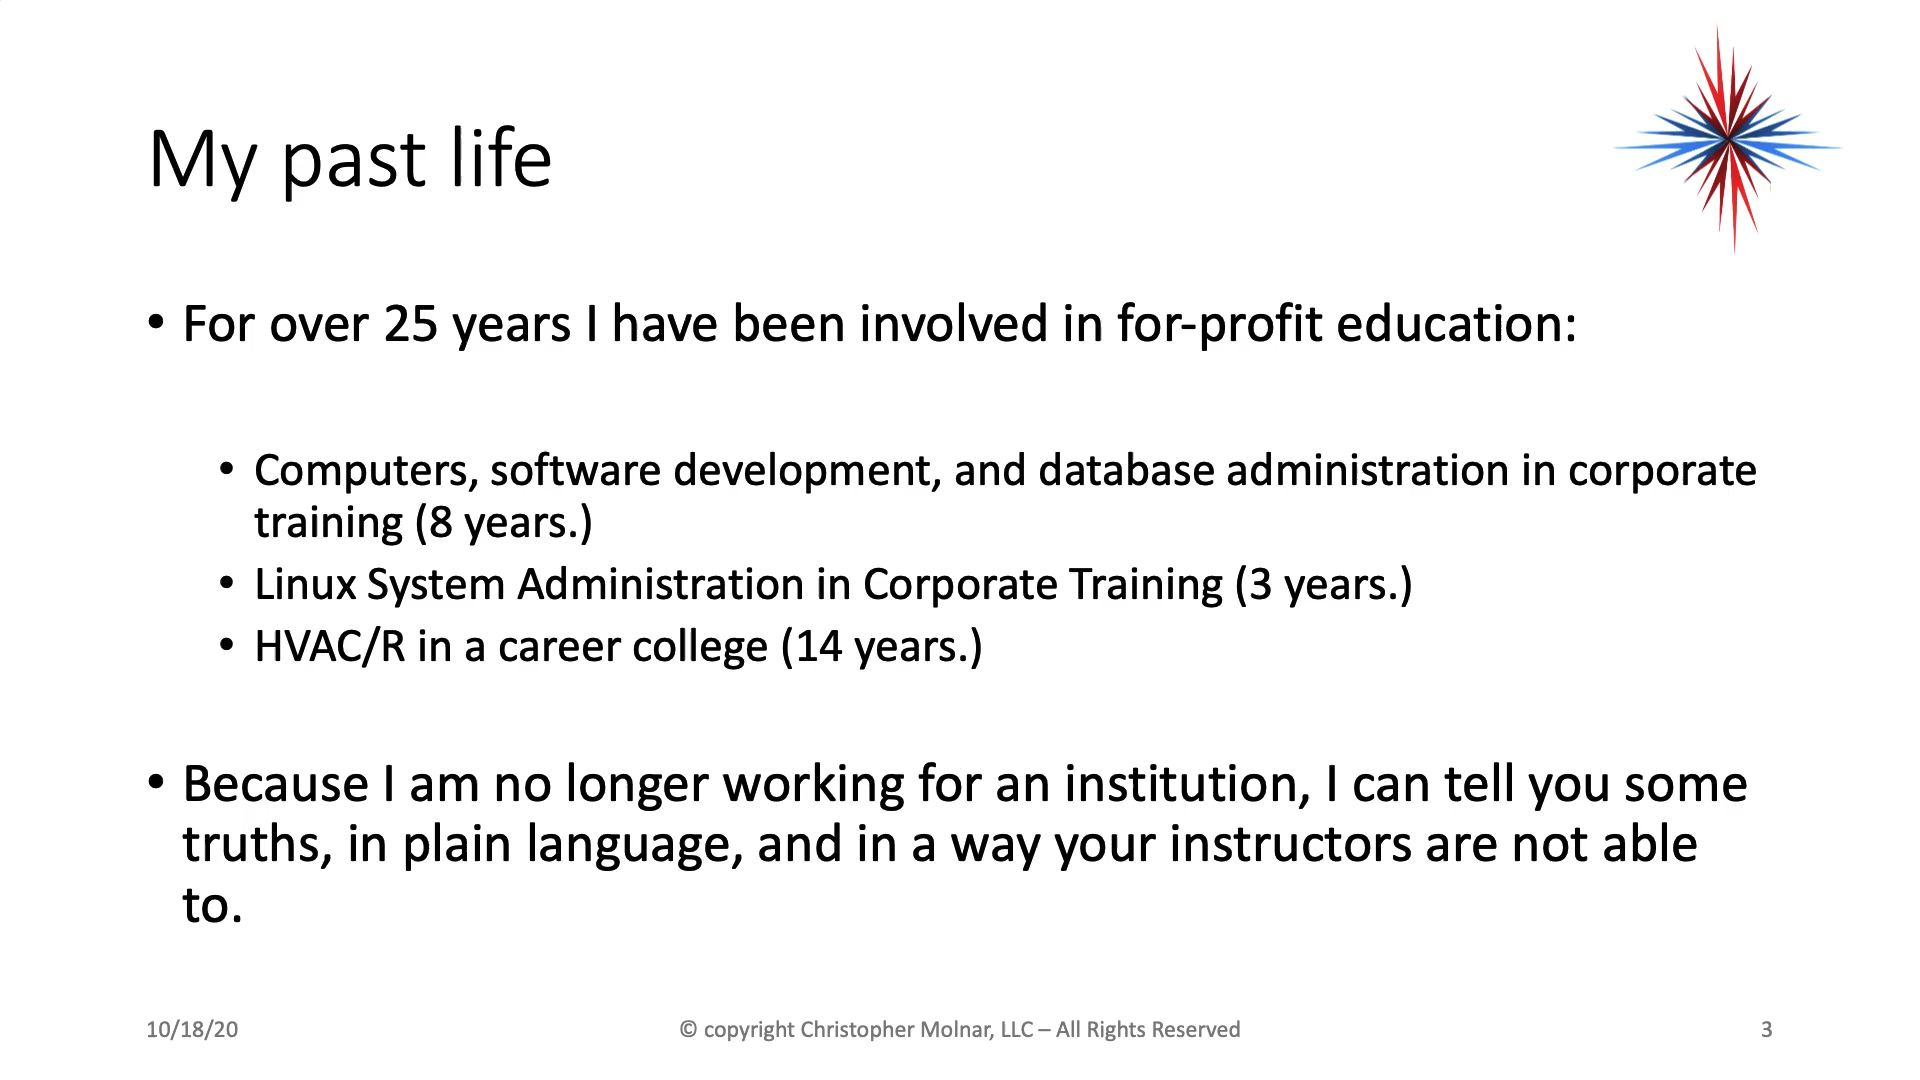 My past life
• For over 25 years I have been involved in for-profit education:
• Computers, software development, and database administration in corporate
training (8 years.)
• Linux System Administration in Corporate Training (3 years.)
• HVAC/R in a career college (14 years.)
• Because I am no longer working for an institution, I can tell you some
truths, in plain language, and in a way your instructors are not able
to.
10/18/20
© copyright Christopher Molnar, LLC – All Rights Reserved
3